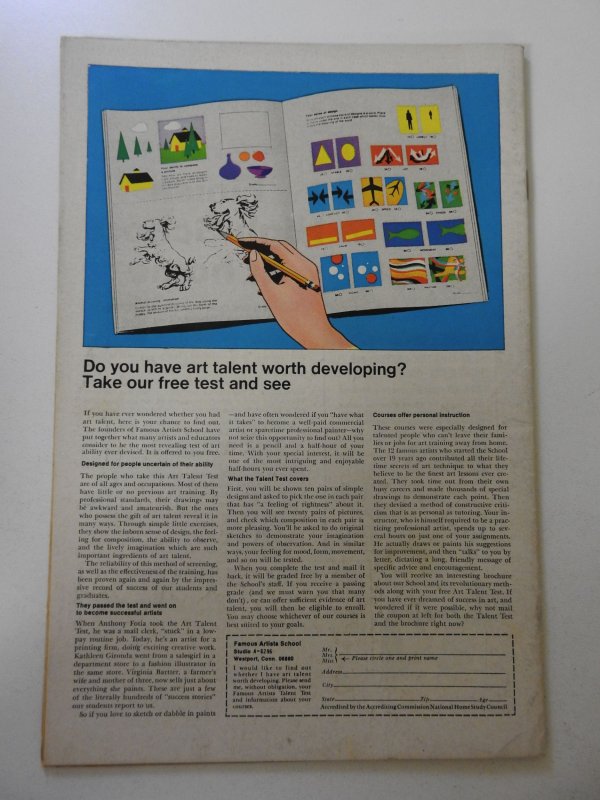 Do you have art talent worth developing?
Take our free test and see
If you have ever wondered whether you had
art talent, here is your chance to find out.
The founders of Famous Artists School have
put together what many artists and educators
consider to be the most revealing test of art
ability ever devised. It is offered to you free.
Designed for people uncertain of their ability
The people who take this Art Talent Test
are of all ages and occupations. Most of them
have little or no previous art training. By
professional standards, their drawings may
be awkward and amateurish. But the ones
who possess the gift of art talent reveal it in
many ways. Through simple little exercises,
they show the inborn sense of design, the feel-
ing for composition, the ability to observe,
and the lively imagination which are such
important ingredients of art talent.
The reliability of this method of screening,
as well as the effectiveness of the training, has
been proven again and again by the impres-
sive record of success of our students and
graduates.
They passed the test and went on
to become successful artists
When Anthony Fotia took the Art Talent
Test, he was a mail clerk, “stuck” in a low-
pay routine job. Today, he's an artist for a
printing firm, doing exciting creative work.
Kathleen Gironda went from a salesgirl in a
department store to a fashion illustrator in
the same store. Virginia Bartter, a farmer's
wife and mother of three, now sells just about
everything she paints. These are just a few
of the literally hundreds of “success stories”
our students report to us.
So if you love to sketch or dabble in paints
—and have often wondered if you “have what
it takes” to become a well-paid commercial
artist or sparetime professional painter—why
not seize this opportunity to find out? All you
need is a pencil and a half-hour of your
time. With your special interest, it will be
one of the most intriguing and enjoyable
half-hours you ever spent.
What the Talent Test covers
First, you will be shown ten pairs of simple
designs and asked to pick the one in each pair
that has “a feeling of rightness” about it.
Then you will see twenty pairs of pictures,
and check which composition in each pair is
more pleasing. You'll be asked to do original
sketches to demonstrate your imagination
and powers of observation. And in similar
ways, your feeling for mood, form, movement,
and so on will be tested.
When you complete the test and mail it
back, it will be graded free by a member of
the School's staff. If you receive a passing
grade (and we must warn you that many
don't), or can offer sufficient evidence of art
talent, you will then be eligible to enroll.
You may choose whichever of our courses is
best suited to your goals.
Courses offer personal instruction
These courses were especially designed for
talented people who can't leave their fami-
lies or jobs for art training away from home.
The 12 famous artists who started the School
over 19 years ago contributed all their life-
time secrets of art technique to what they
believe to be the finest art lessons ever cre-
ated. They took time out from their own
busy careers and made thousands of special
drawings to demonstrate each point. Then
they devised a method of constructive criti-
cism that is as personal as tutoring. Your in-
structor, who is himself required to be a prac-
ticing professional artist, spends up to sev-
eral hours on just one of your assignments.
He actually draws or paints his suggestions
for improvement, and then “talks” to you by
letter, dictating a long, friendly message of
specific advice and encouragement.
You will receive an interesting brochure
about our School and its revolutionary meth-
ods along with your free Art Talent Test. If
you have ever dreamed of success in art, and
wondered if it were possible, why not mail
the coupon at left for both the Talent Test
and the brochure right now?
Famous Artists School
Studio A-6296
Westport, Conn. 06880
I would like to find out
whether I have art talent
worth developing. Please send
me, without obligation, your
Famous Artists Talent Test
and information about your
courses.
Mr.
Mrs.
Miss
Please circle one and print name
Address
City
State Zip Age
Accredited by the Accrediting Commission National Home Study Council